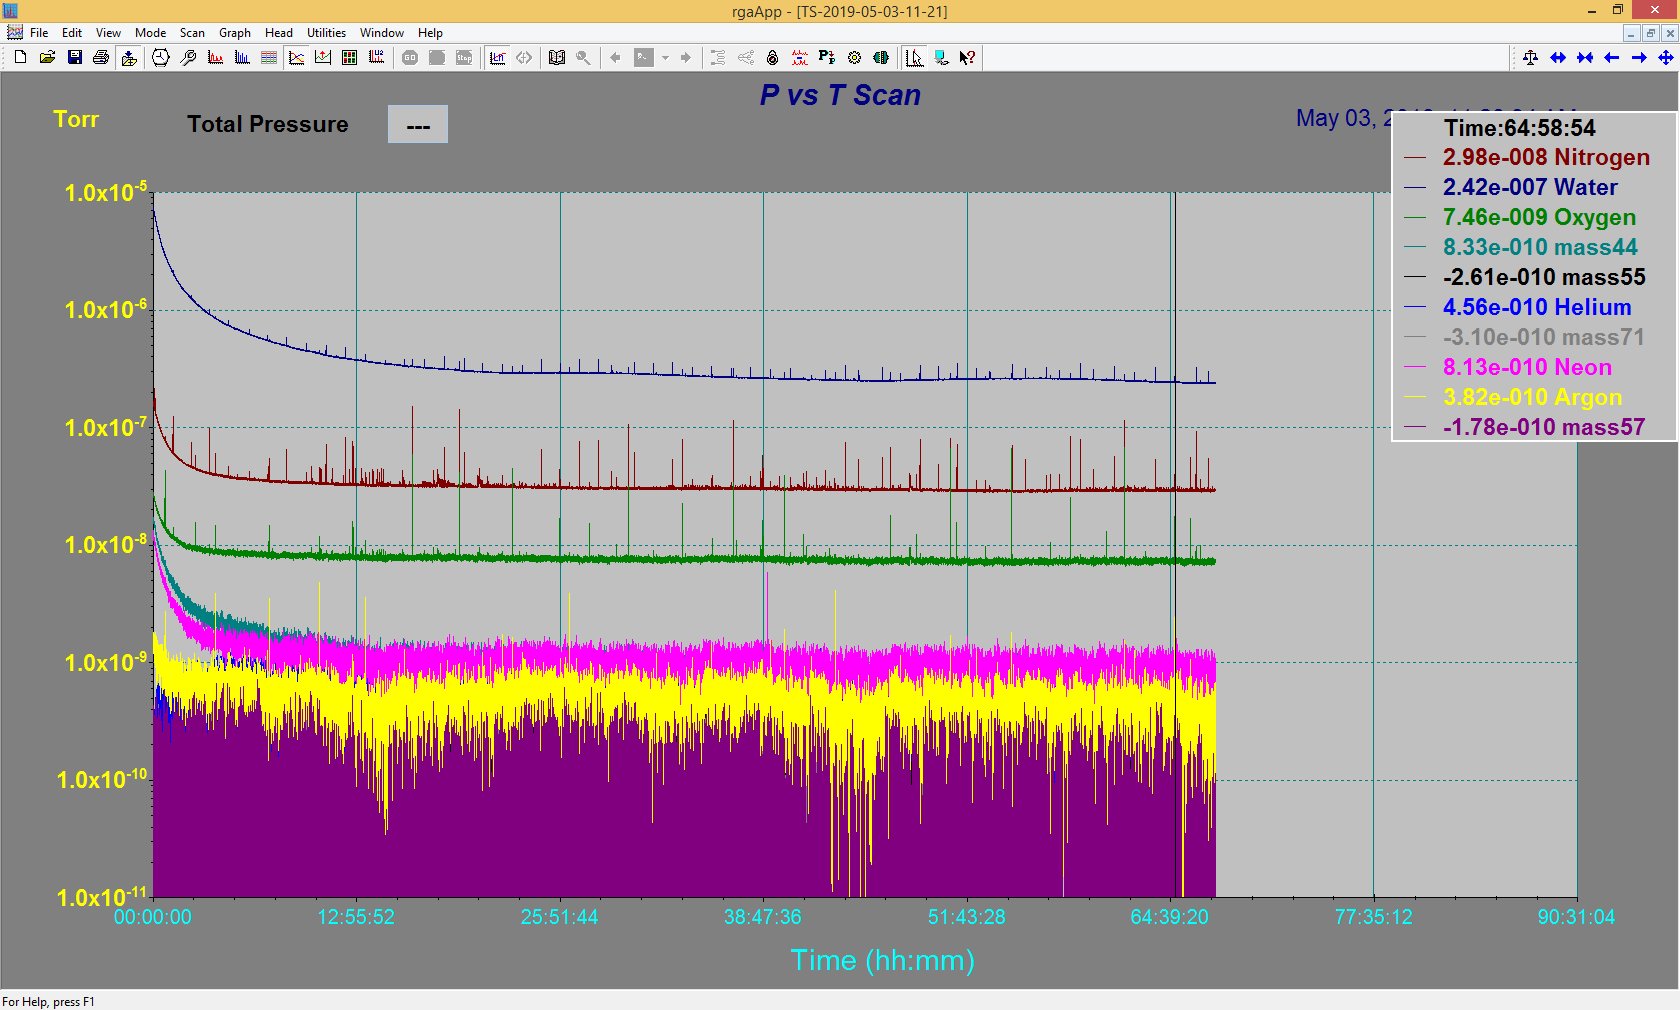 rgaApp - [TS-2019-05-03-11-21]
File Edit View Mode Scan Graph Head Utilities Window Help
P vs T Scan
Torr
Total Pressure
---
May 03, 2
Time:64:58:54
2.98e-008 Nitrogen
2.42e-007 Water
7.46e-009 Oxygen
8.33e-010 mass44
-2.61e-010 mass55
4.56e-010 Helium
-3.10e-010 mass71
8.13e-010 Neon
3.82e-010 Argon
-1.78e-010 mass57
1.0x10-5
1.0x10-6
1.0x10-7
1.0x10-8
1.0x10-9
1.0x10-10
1.0x10-11
00:00:00 12:55:52 25:51:44 38:47:36 51:43:28 64:39:20 77:35:12 90:31:04
Time (hh:mm)
For Help, press F1